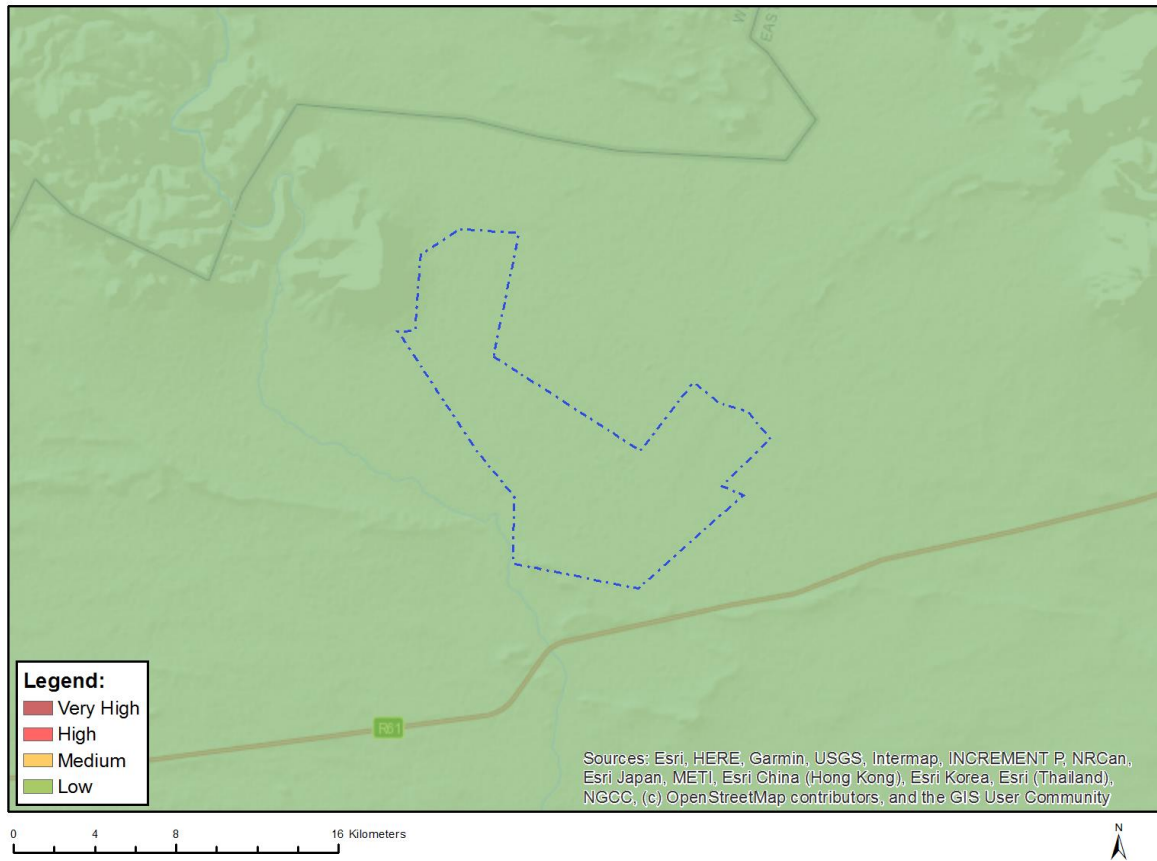 W
EAS
R61
Legend:
Very High
High
Medium
Low
Sources: Esri, HERE, Garmin, USGS, Intermap, INCREMENT P, NRCan,
Esri Japan, METI, Esri China (Hong Kong), Esri Korea, Esri (Thailand),
NGCC, (c) OpenStreetMap contributors, and the GIS User Community
0 4 8 16 Kilometers
N